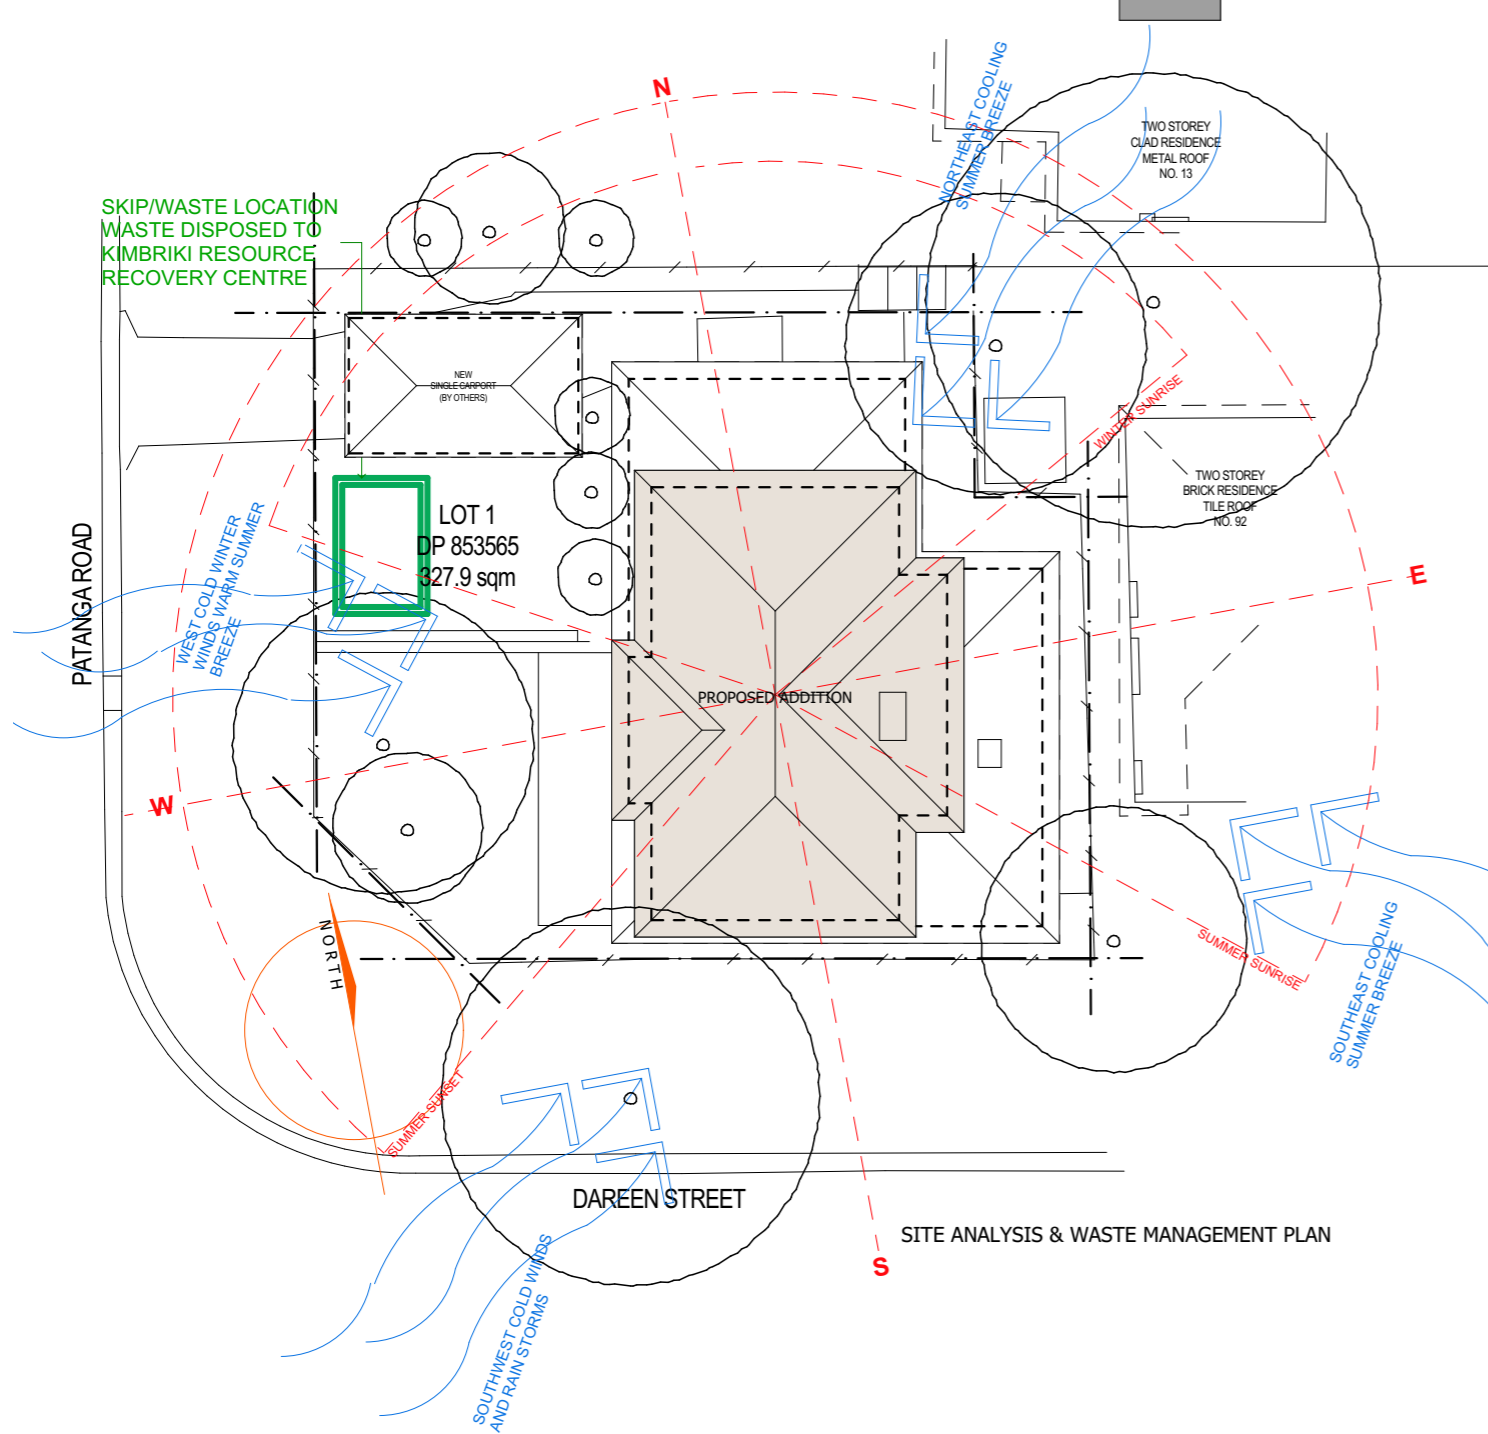 N
NORTHEAST COOLING
SUMMER BREEZE
TWO STOREY
CLAD RESIDENCE
METAL ROOF
NO. 13
SKIP/WASTE LOCATION
WASTE DISPOSED TO
KIMBRIKI RESOURCE
RECOVERY CENTRE
NEW
SINGLE CARPORT
(BY OTHERS)
WINTER SUNRISE
TWO STOREY
BRICK RESIDENCE
TILE ROOF
NO. 92
LOT 1
DP 853565
327.9 sqm
PATANGA ROAD
WEST COLD WINTER
WINDS WARM SUMMER
BREEZE
E
PROPOSED ADDITION
W
NORTH
SUMMER SUNRISE
SOUTHEAST COOLING
SUMMER BREEZE
SUMMER SUNSET
DAREEN STREET
SITE ANALYSIS & WASTE MANAGEMENT PLAN
S
SOUTHWEST COLD WINDS
AND RAIN STORMS